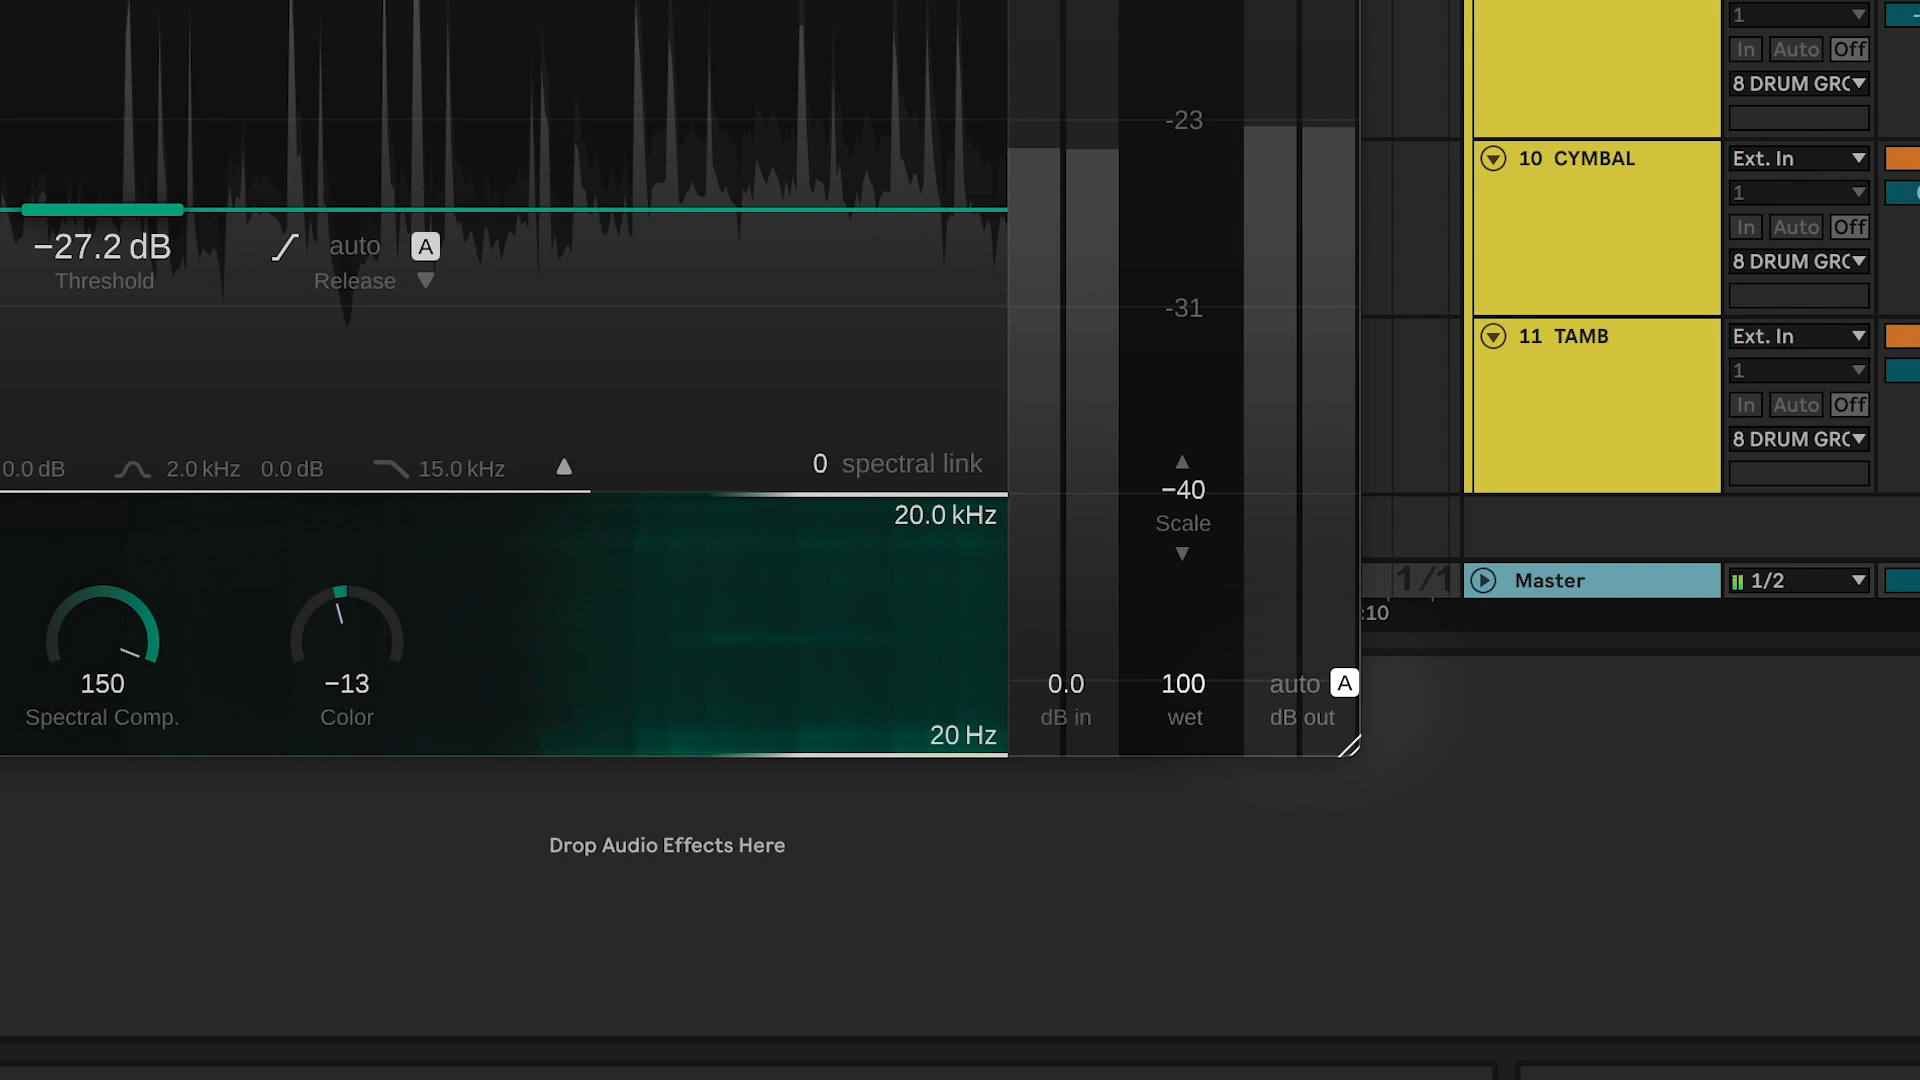 −27.2 dB
Threshold
auto A
Release
0.0 dB 2.0 kHz 0.0 dB 15.0 kHz
0 spectral link
20.0 kHz
20 Hz
150
Spectral Comp.
−13
Color
-23
-31
−40
Scale
0.0
dB in
100
wet
auto A
dB out
1
In Auto Off
8 DRUM GRC
10 CYMBAL
Ext. In
1
In Auto Off
8 DRUM GRC
11 TAMB
Ext. In
1
In Auto Off
8 DRUM GRC
1/1
Master
1/2
:10
Drop Audio Effects Here